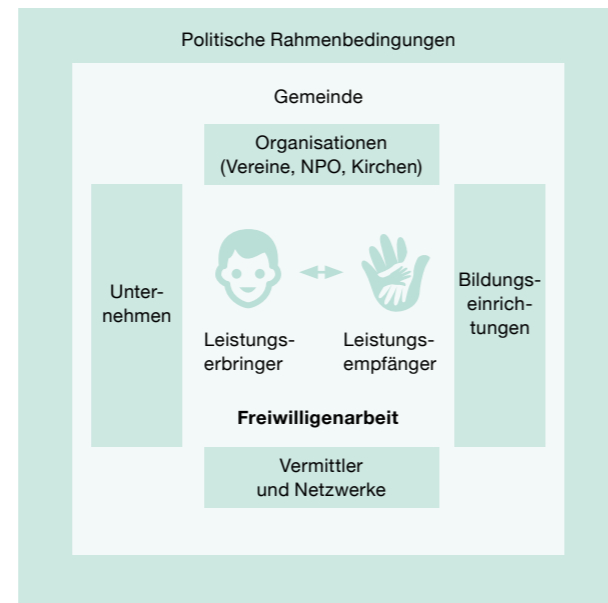 Politische Rahmenbedingungen
Gemeinde
Organisationen
(Vereine, NPO, Kirchen)
Unter-
nehmen
Leistungs-
erbringer
Leistungs-
empfänger
Bildungs-
einrich-
tungen
Freiwilligenarbeit
Vermittler
und Netzwerke